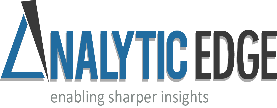 ANALYTIC EDGE
enabling sharper insights